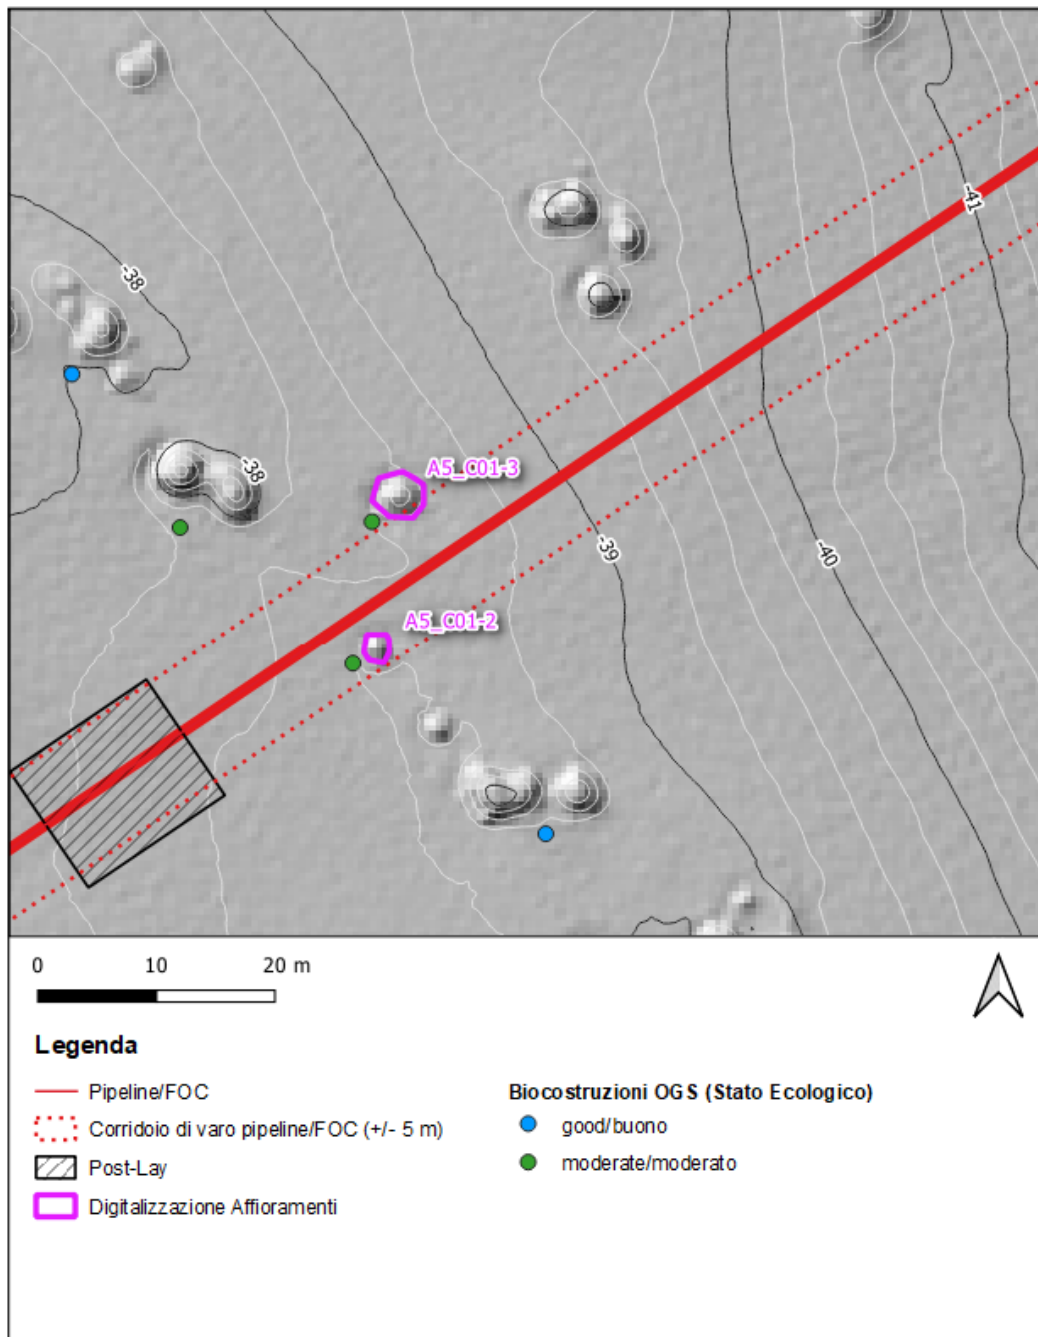 -41
-38
-38
A5_C01-3
-39
-40
A5_C01-2
0 10 20 m
Legenda
Pipeline/FOC
Corridoio di varo pipeline/FOC (+/- 5 m)
Post-Lay
Digitalizzazione Affioramenti
Biocostruzioni OGS (Stato Ecologico)
good/buono
moderate/moderato